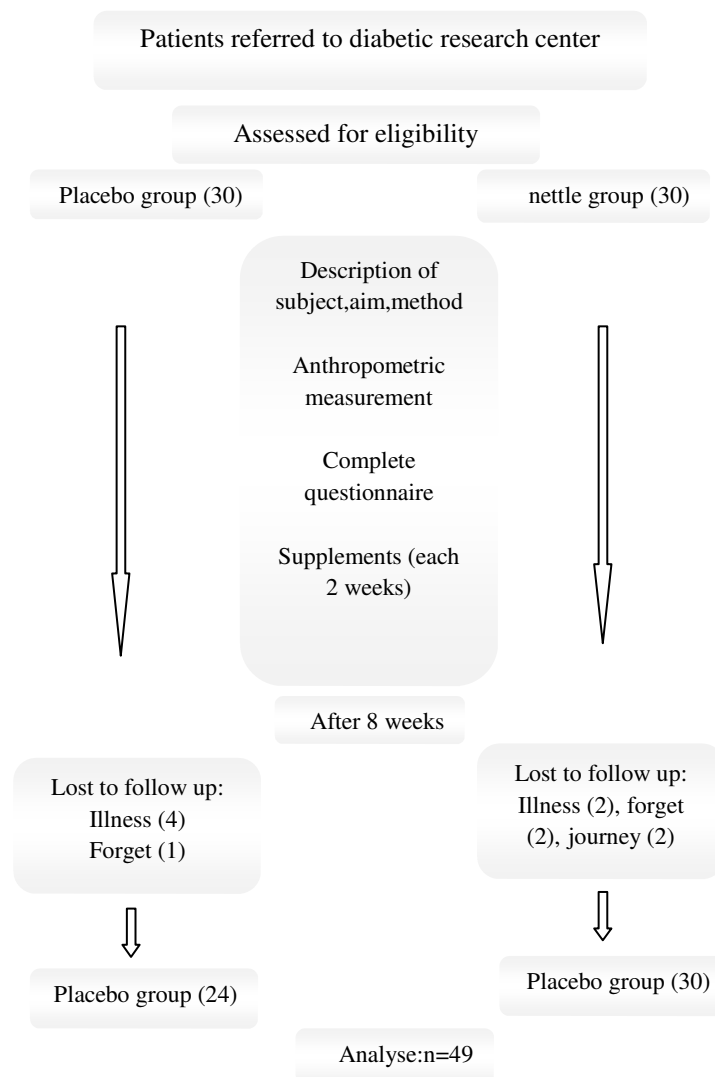 Patients referred to diabetic research center
Assessed for eligibility
Placebo group (30)
nettle group (30)
Description of
subject,aim,method
Anthropometric
measurement
Complete
questionnaire
Supplements (each
2 weeks)
After 8 weeks
Lost to follow up:
Illness (4)
Forget (1)
Lost to follow up:
Illness (2), forget
(2), journey (2)
Placebo group (24)
Placebo group (30)
Analyse:n=49